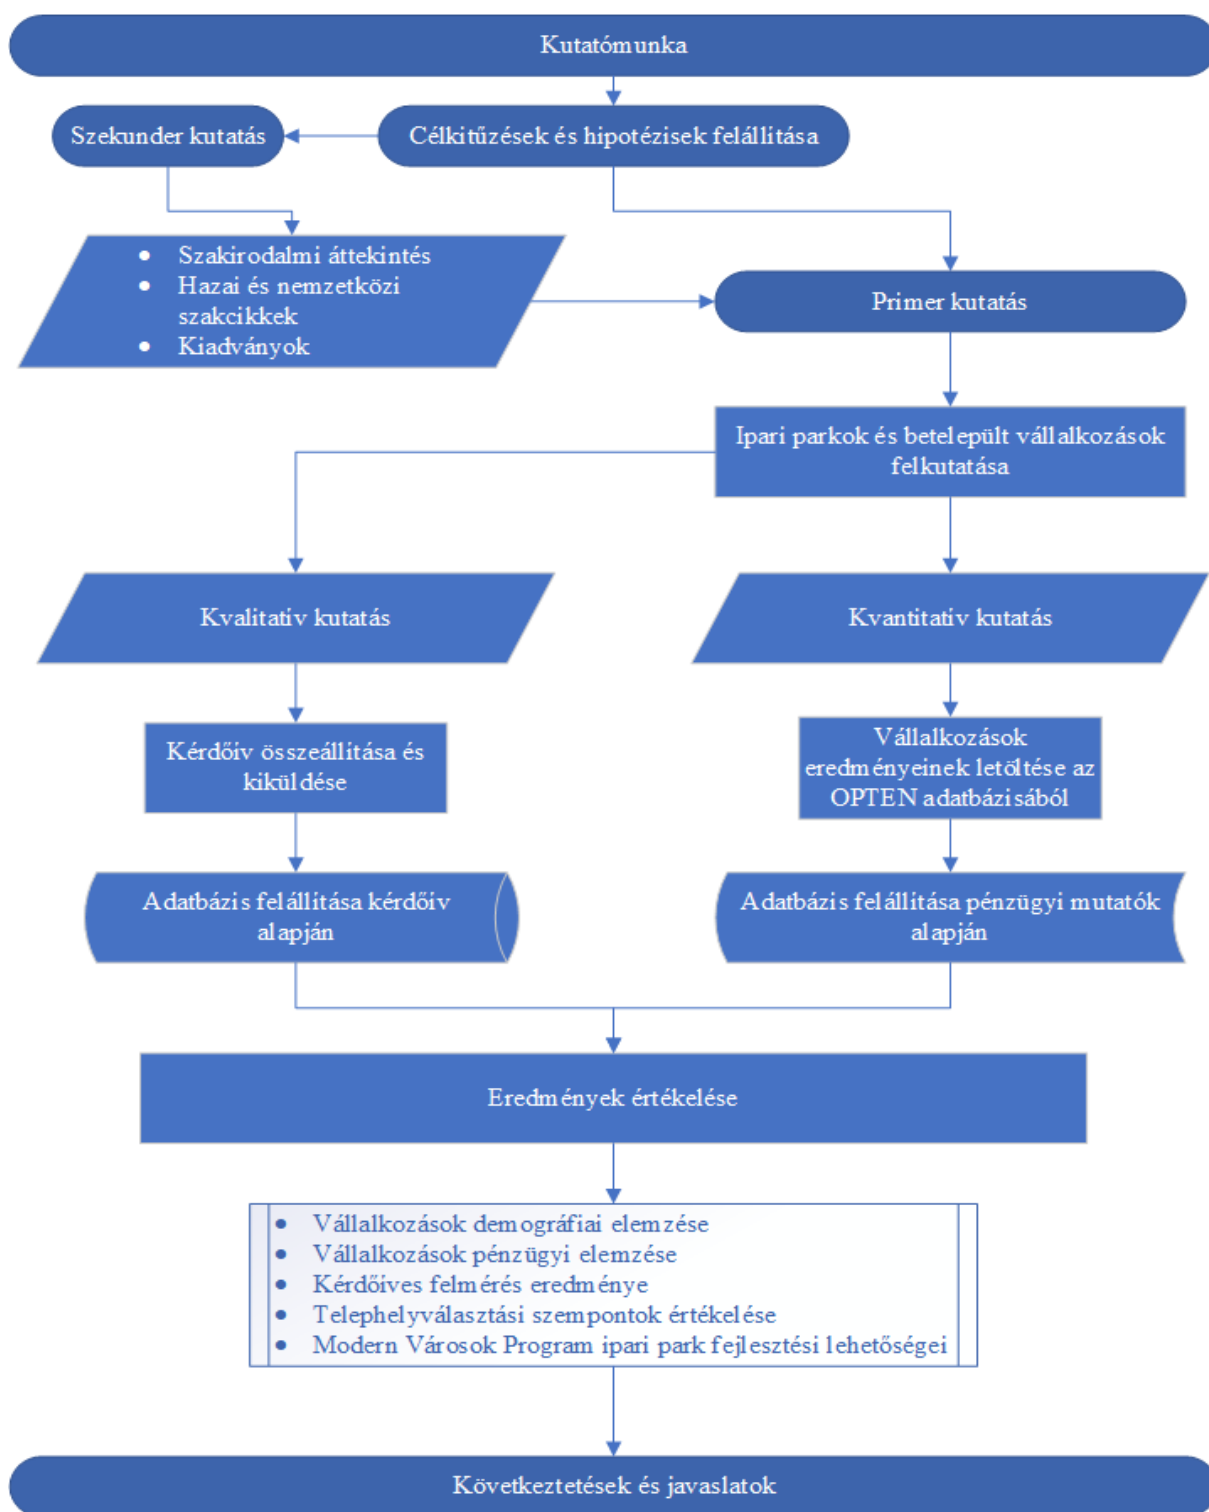 Kutatómunka
Szekunder kutatás
Célkitűzések és hipotézisek felállítása
• Szakirodalmi áttekintés
• Hazai és nemzetközi
szakcikkek
• Kiadványok
Primer kutatás
Ipari parkok és betelepült vállalkozások
felkutatása
Kvalitatív kutatás
Kvantitatív kutatás
Kérdőív összeállítása és
kiküldése
Vállalkozások
eredményeinek letöltése az
OPTEN adatbázisából
Adatbázis felállítása kérdőív
alapján
Adatbázis felállítása pénzügyi mutatók
alapján
Eredmények értékelése
• Vállalkozások demográfiai elemzése
• Vállalkozások pénzügyi elemzése
• Kérdőíves felmérés eredménye
• Telephelyválasztási szempontok értékelése
• Modern Városok Program ipari park fejlesztési lehetőségei
Következtetések és javaslatok